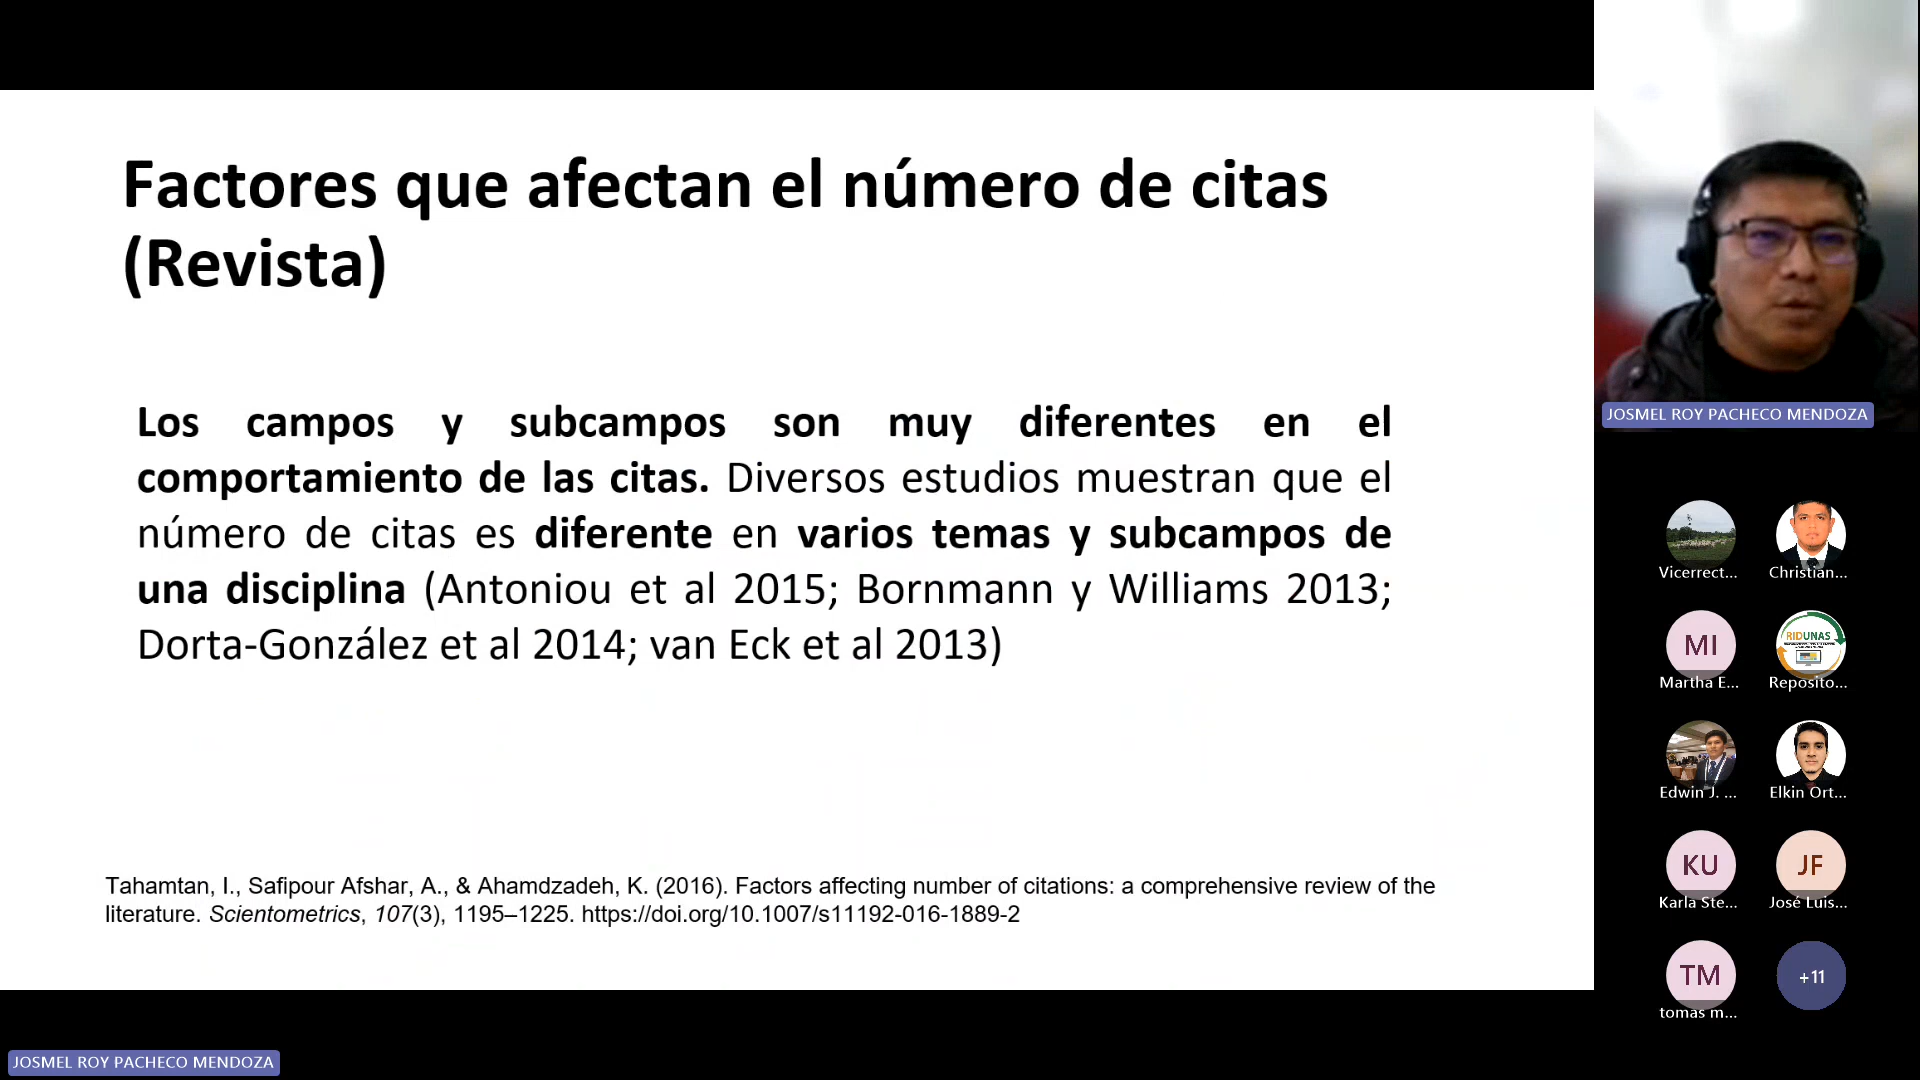 Factores que afectan el número de citas
(Revista)
Los campos y subcampos son muy diferentes en el
comportamiento de las citas. Diversos estudios muestran que el
número de citas es diferente en varios temas y subcampos de
una disciplina (Antoniou et al 2015; Bornmann y Williams 2013;
Dorta-González et al 2014; van Eck et al 2013)
Tahamtan, I., Safipour Afshar, A., & Ahamdzadeh, K. (2016). Factors affecting number of citations: a comprehensive review of the
literature. Scientometrics, 107(3), 1195–1225. https://doi.org/10.1007/s11192-016-1889-2
JOSMEL ROY PACHECO MENDOZA
JOSMEL ROY PACHECO MENDOZA
Vicerrect...
Christian...
MI
Martha E...
RIDUNAS
Reposito...
Edwin J. ...
Elkin Ort...
KU
Karla Ste...
JF
José Luis...
TM
tomas m...
+11